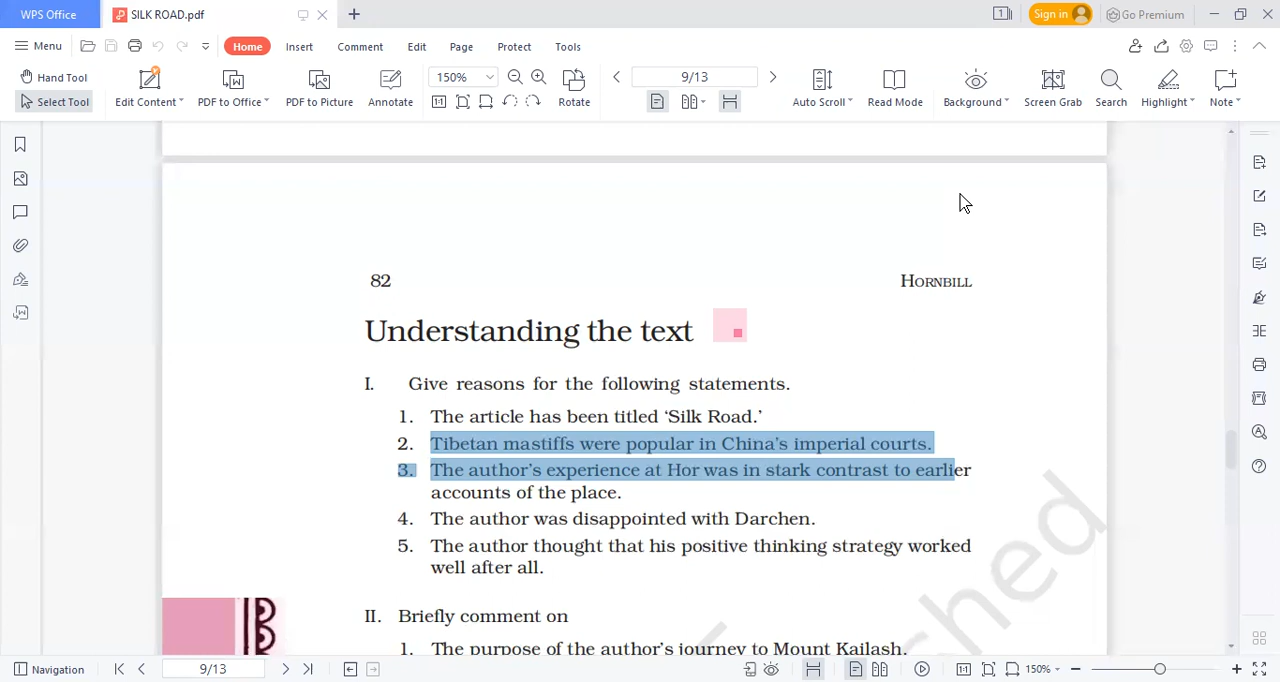 WPS Office
SILK ROAD.pdf
Sign in
Go Premium
Menu
Home
Insert
Comment
Edit
Page
Protect
Tools
Hand Tool
Select Tool
Edit Content
PDF to Office
PDF to Picture
Annotate
150%
Rotate
9/13
Auto Scroll
Read Mode
Background
Screen Grab
Search
Highlight
Note
82
HORNBILL
Understanding the text
I. Give reasons for the following statements.
1. The article has been titled ‘Silk Road.’
2. Tibetan mastiffs were popular in China’s imperial courts.
3. The author’s experience at Hor was in stark contrast to earlier
accounts of the place.
4. The author was disappointed with Darchen.
5. The author thought that his positive thinking strategy worked
well after all.
II. Briefly comment on
1. The purpose of the author’s journey to Mount Kailash.
shed
Navigation
9/13
150%